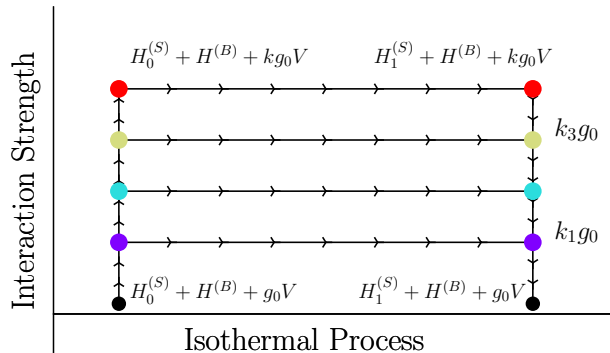 H_0^{(S)} + H^{(B)} + kg_0V
H_1^{(S)} + H^{(B)} + kg_0V
k_3g_0
k_1g_0
H_0^{(S)} + H^{(B)} + g_0V
H_1^{(S)} + H^{(B)} + g_0V
Interaction Strength
Isothermal Process